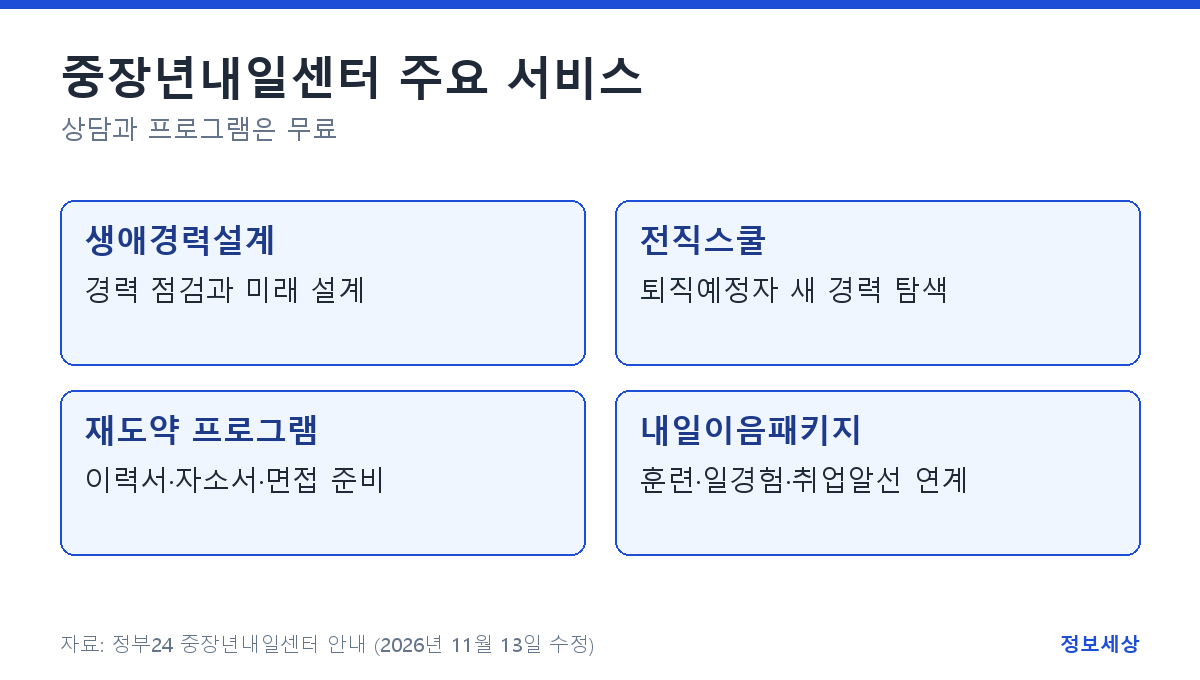 중장년내일센터 주요 서비스
상담과 프로그램은 무료
생애경력설계
경력 점검과 미래 설계
전직스쿨
퇴직예정자 새 경력 탐색
재도약 프로그램
이력서·자소서·면접 준비
내일이음패키지
훈련·일경험·취업알선 연계
자료: 정부24 중장년내일센터 안내 (2026년 11월 13일 수정)
정보세상